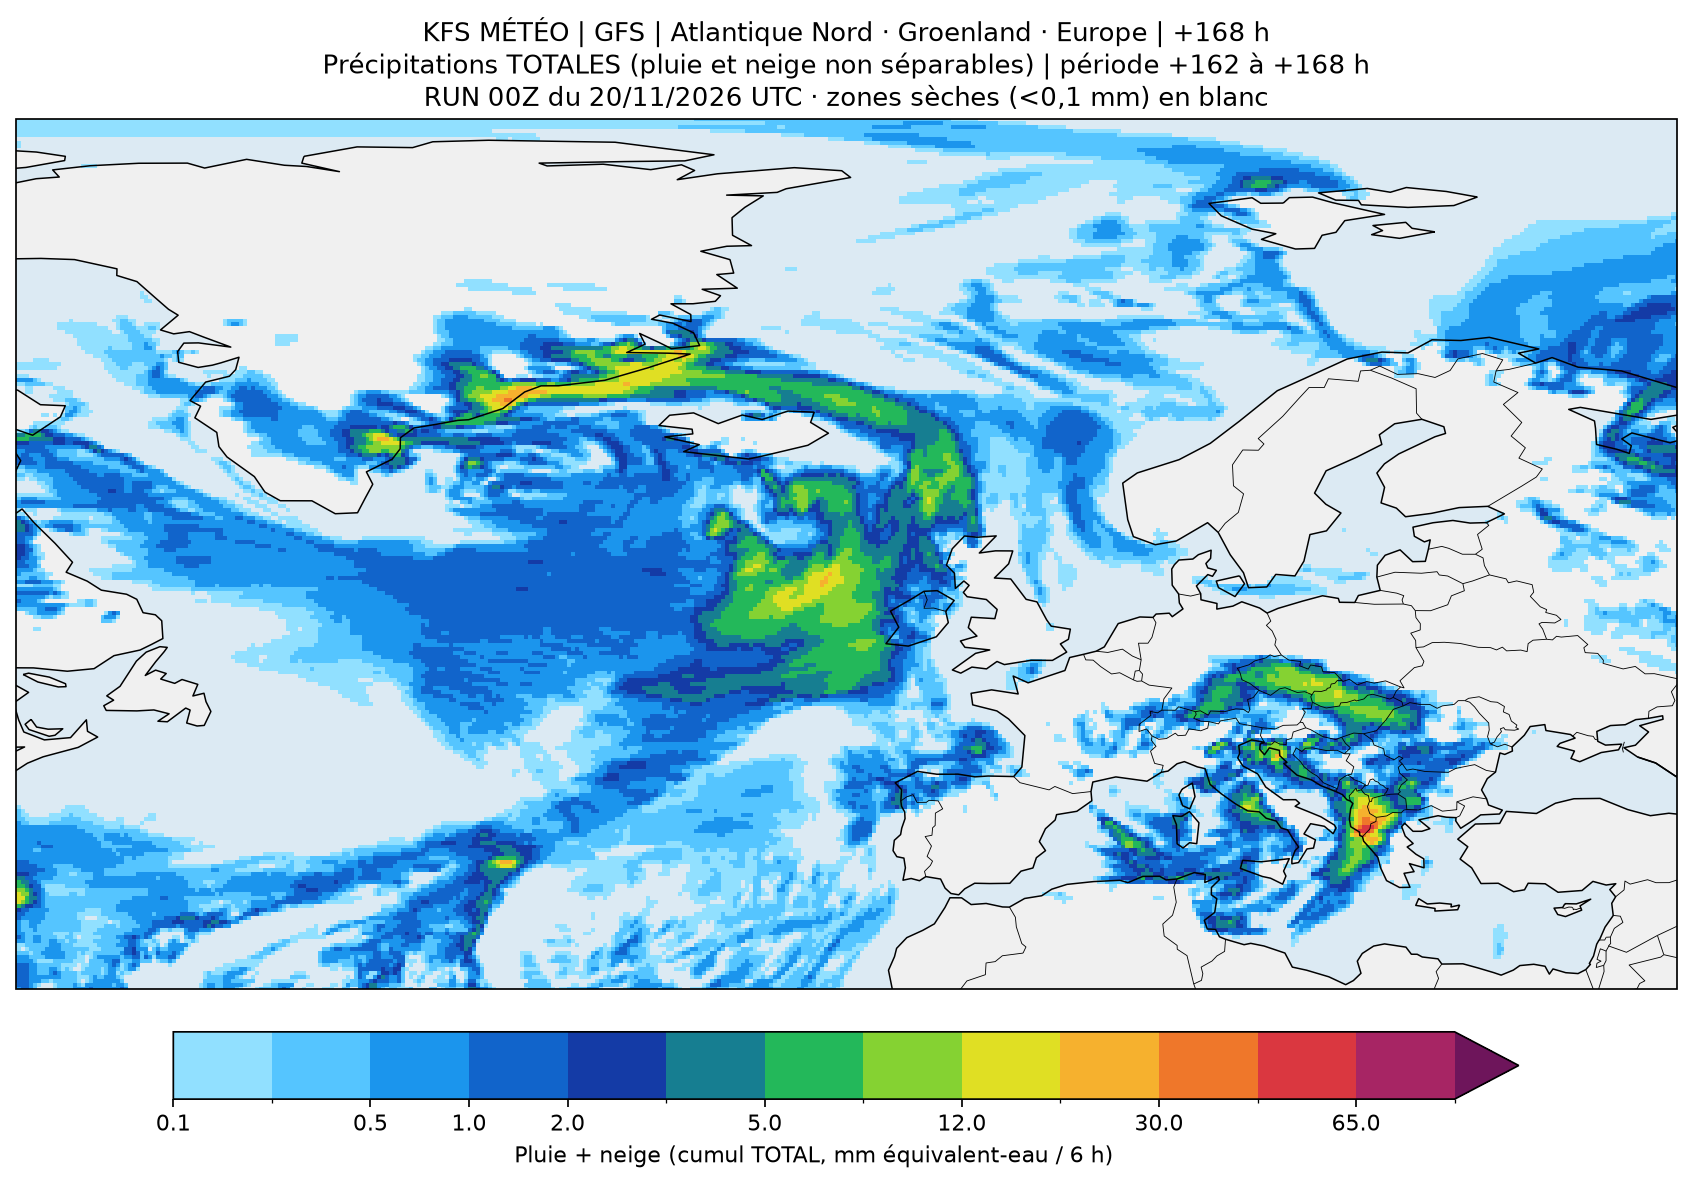 KFS MÉTÉO | GFS | Atlantique Nord · Groenland · Europe | +168 h
Précipitations TOTALES (pluie et neige non séparables) | période +162 à +168 h
RUN 00Z du 20/11/2026 UTC · zones sèches (<0,1 mm) en blanc
0.1 0.5 1.0 2.0 5.0 12.0 30.0 65.0
Pluie + neige (cumul TOTAL, mm équivalent-eau / 6 h)